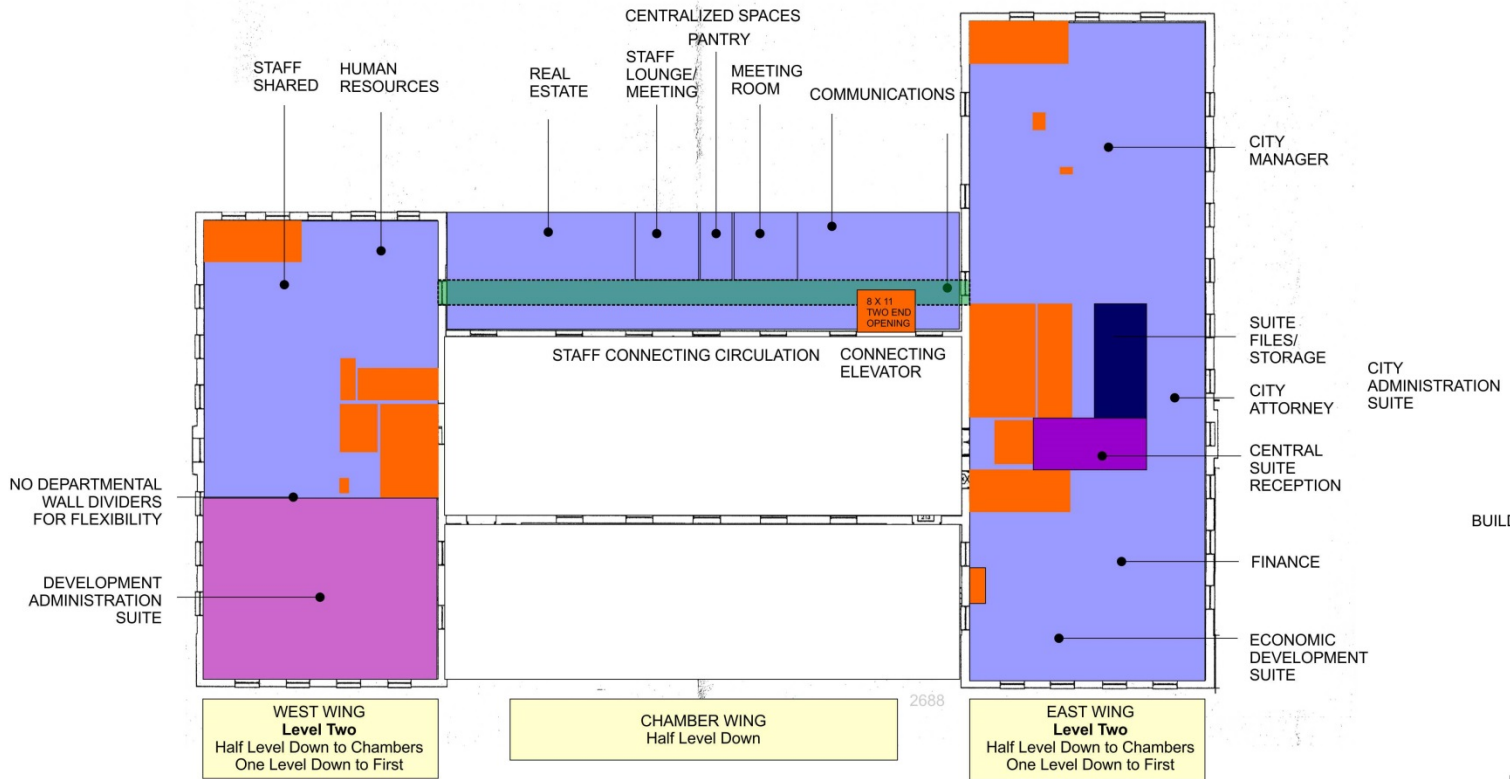 CENTRALIZED SPACES
PANTRY
STAFF
SHARED
HUMAN
RESOURCES
REAL
ESTATE
STAFF
LOUNGE/
MEETING
MEETING
ROOM
COMMUNICATIONS
CITY
MANAGER
8 X 11
TWO END
OPENING
STAFF CONNECTING CIRCULATION
CONNECTING
ELEVATOR
SUITE
FILES/
STORAGE
CITY
ATTORNEY
CITY
ADMINISTRATION
SUITE
CENTRAL
SUITE
RECEPTION
NO DEPARTMENTAL
WALL DIVIDERS
FOR FLEXIBILITY
BUILD
FINANCE
DEVELOPMENT
ADMINISTRATION
SUITE
ECONOMIC
DEVELOPMENT
SUITE
2688
WEST WING
Level Two
Half Level Down to Chambers
One Level Down to First
CHAMBER WING
Half Level Down
EAST WING
Level Two
Half Level Down to Chambers
One Level Down to First